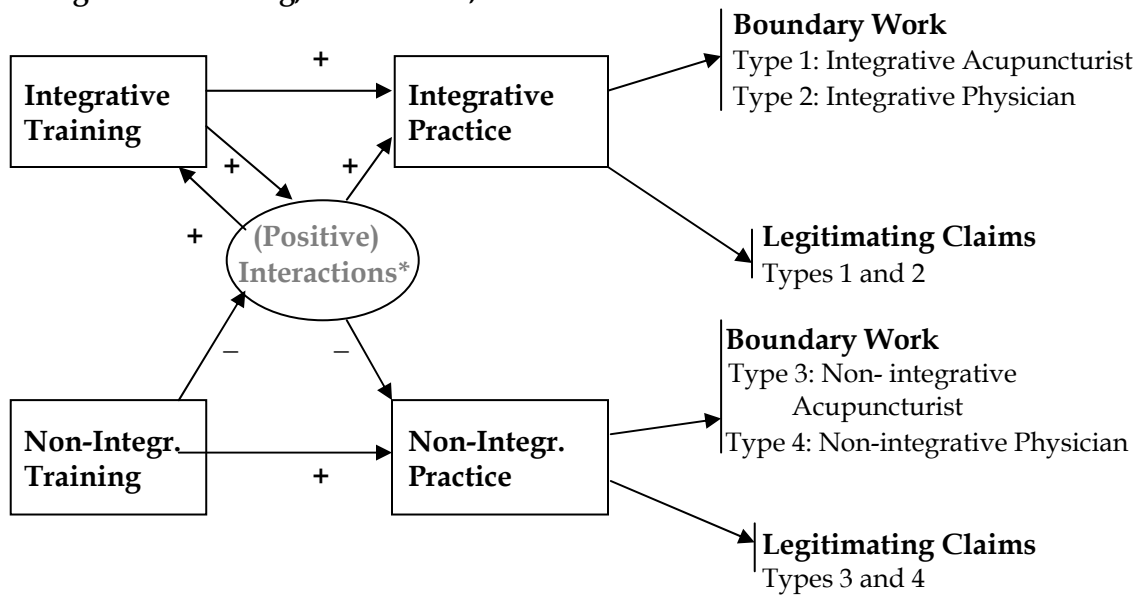 Boundary Work
Type 1: Integrative Acupuncturist
Type 2: Integrative Physician
+
Integrative
Training
Integrative
Practice
+
+
+
(Positive)
Interactions*
Legitimating Claims
Types 1 and 2
–
–
Boundary Work
Type 3: Non- integrative
Acupuncturist
Type 4: Non-integrative Physician
Non-Integr.
Training
Non-Integr.
Practice
+
Legitimating Claims
Types 3 and 4